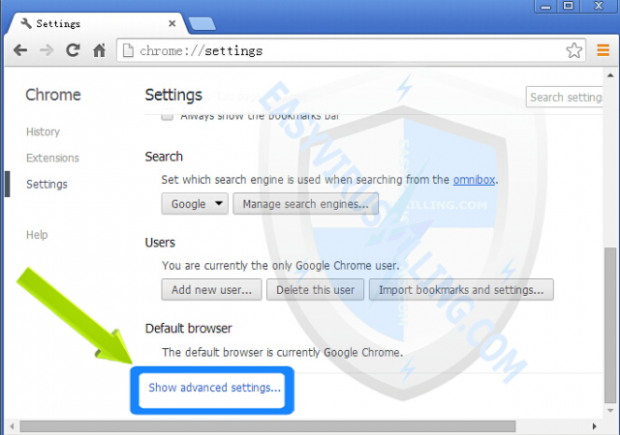 Settings
chrome://settings
Chrome
Settings
Search setting
History
Extensions
Settings
Help
Always show the bookmarks bar
Search
Set which search engine is used when searching from the omnibox.
Google
Manage search engines...
Users
You are currently the only Google Chrome user.
Add new user...
Delete this user
Import bookmarks and settings...
Default browser
The default browser is currently Google Chrome.
Show advanced settings...
EASYVIRUSKILLING.COM